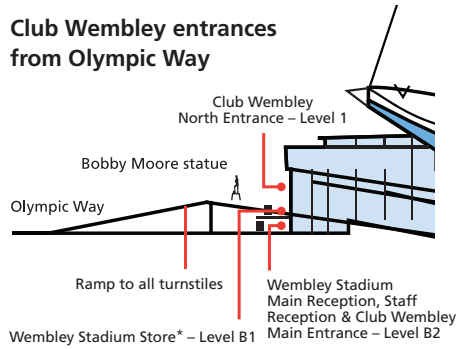 Club Wembley entrances
from Olympic Way
Club Wembley
North Entrance – Level 1
Bobby Moore statue
Olympic Way
Ramp to all turnstiles
Wembley Stadium Store* – Level B1
Wembley Stadium
Main Reception, Staff
Reception & Club Wembley
Main Entrance – Level B2